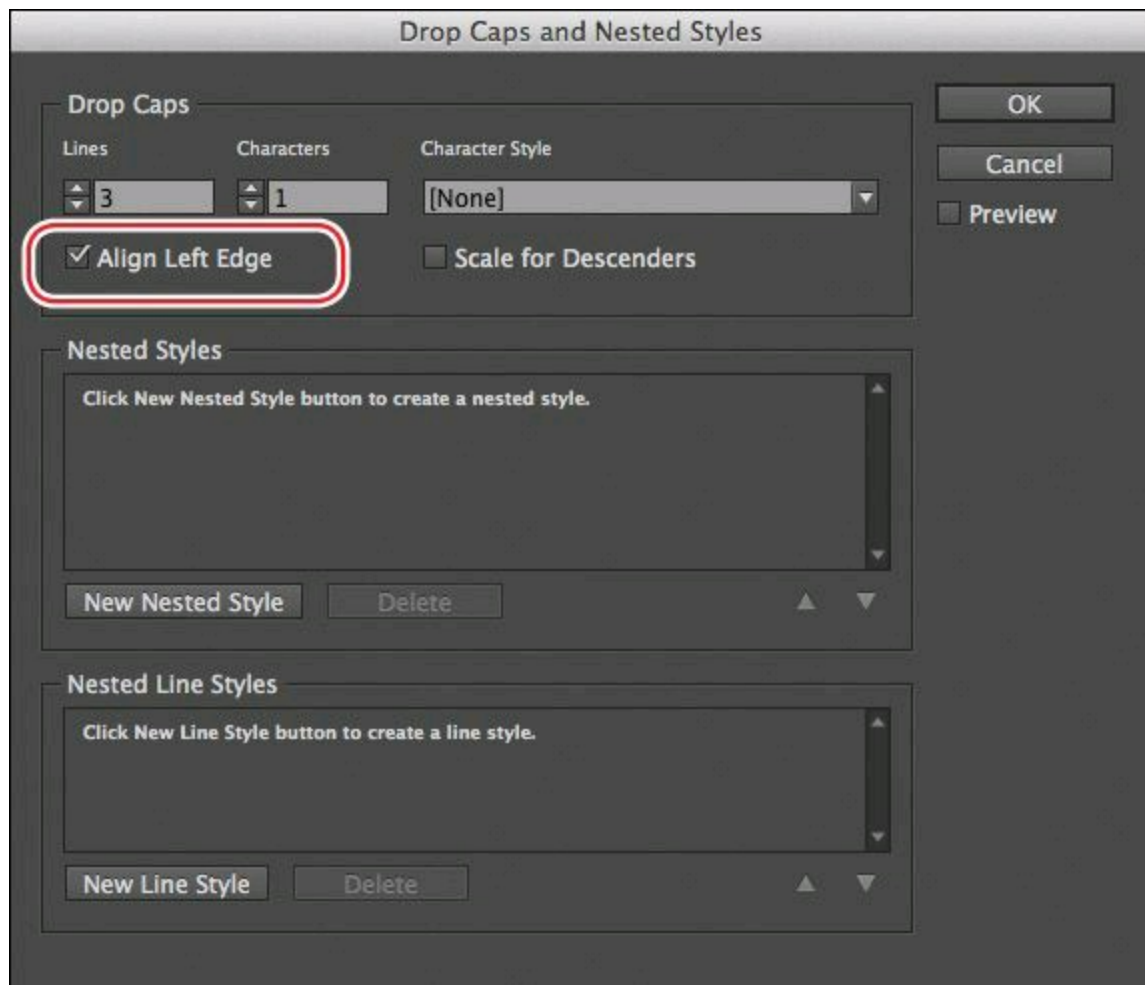 Drop Caps and Nested Styles
Drop Caps
OK
Lines Characters Character Style
Cancel
3 1 [None]
Preview
Align Left Edge Scale for Descenders
Nested Styles
Click New Nested Style button to create a nested style.
New Nested Style Delete
Nested Line Styles
Click New Line Style button to create a line style.
New Line Style Delete